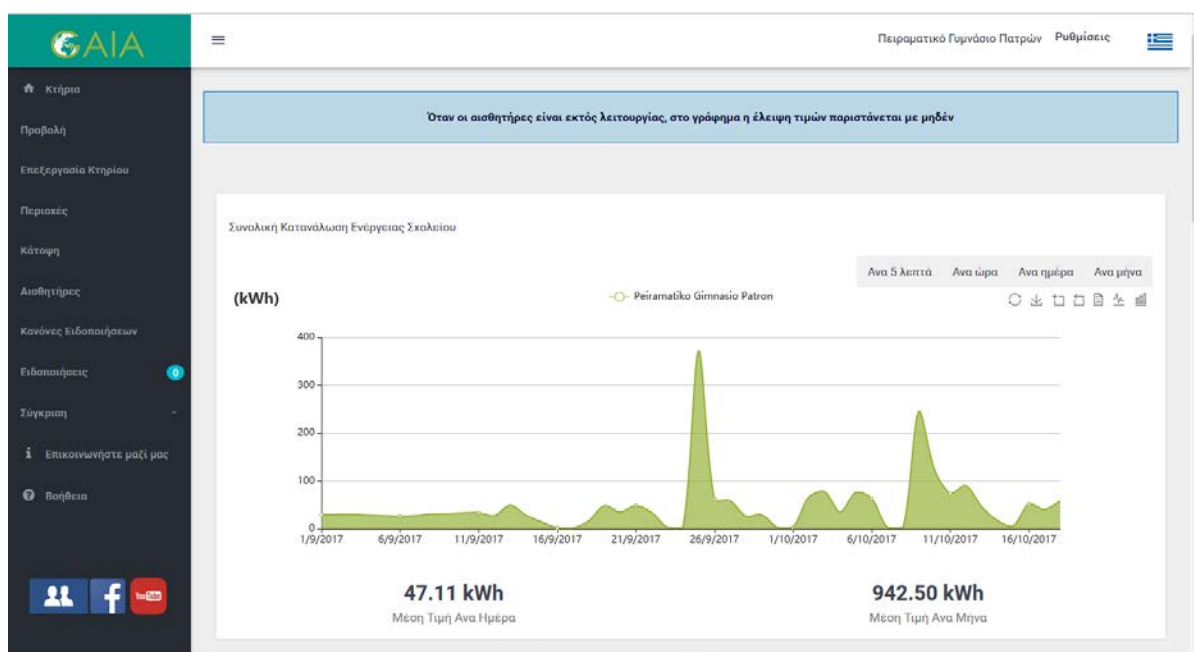 GAIA
Πειραματικό Γυμνάσιο Πατρών Ρυθμίσεις
Κτήρια
Προβολή
Επεξεργασία Κτηρίου
Περιοχές
Κάτοψη
Αισθητήρες
Κανόνες Ειδοποιήσεων
Ειδοποιήσεις 0
Σύγκριση
Επικοινωνήστε μαζί μας
Βοήθεια
You Tube
Όταν οι αισθητήρες είναι εκτός λειτουργίας, στο γράφημα η έλειψη τιμών παριστάνεται με μηδέν
Συνολική Κατανάλωση Ενέργειας Σχολείου
Ανα 5 λεπτά Ανα ώρα Ανα ημέρα Ανα μήνα
(kWh) Peiramatiko Gimnasio Patron
400
300
200
100
0
1/9/2017 6/9/2017 11/9/2017 16/9/2017 21/9/2017 26/9/2017 1/10/2017 6/10/2017 11/10/2017 16/10/2017
47.11 kWh 942.50 kWh
Μέση Τιμή Ανα Ημέρα Μέση Τιμή Ανα Μήνα